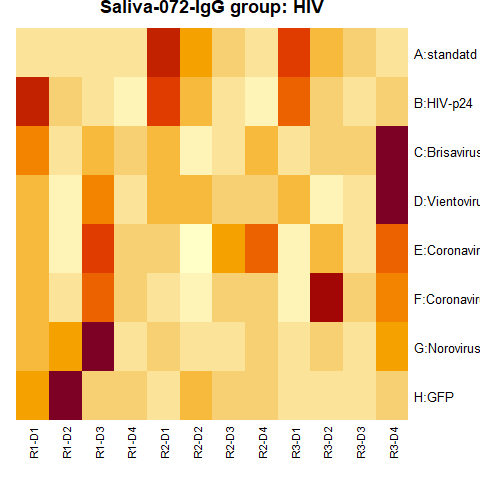 Saliva-072-IgG group: HIV
A:standatd
B:HIV-p24
C:Brisavirus
D:Vientoviru
E:Coronavir
F:Coronavir
G:Norovirus
H:GFP
R1-D1
R1-D2
R1-D3
R1-D4
R2-D1
R2-D2
R2-D3
R2-D4
R3-D1
R3-D2
R3-D3
R3-D4